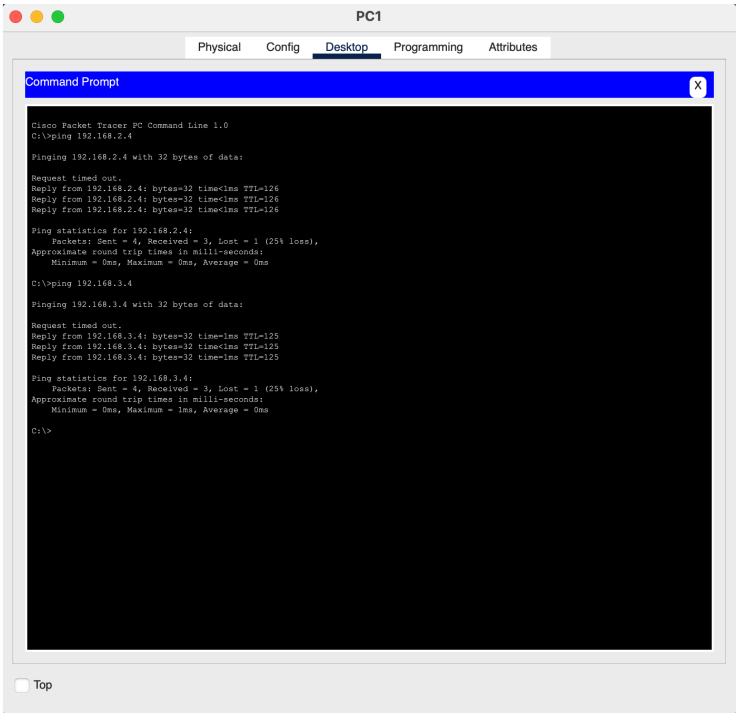 PC1
Physical Config Desktop Programming Attributes
Command Prompt
X
Cisco Packet Tracer PC Command Line 1.0
C:\>ping 192.168.2.4
Pinging 192.168.2.4 with 32 bytes of data:
Request timed out.
Reply from 192.168.2.4: bytes=32 time<1ms TTL=126
Reply from 192.168.2.4: bytes=32 time<1ms TTL=126
Reply from 192.168.2.4: bytes=32 time<1ms TTL=126
Ping statistics for 192.168.2.4:
Packets: Sent = 4, Received = 3, Lost = 1 (25% loss),
Approximate round trip times in milli-seconds:
Minimum = 0ms, Maximum = 0ms, Average = 0ms
C:\>ping 192.168.3.4
Pinging 192.168.3.4 with 32 bytes of data:
Request timed out.
Reply from 192.168.3.4: bytes=32 time=1ms TTL=125
Reply from 192.168.3.4: bytes=32 time<1ms TTL=125
Reply from 192.168.3.4: bytes=32 time=1ms TTL=125
Ping statistics for 192.168.3.4:
Packets: Sent = 4, Received = 3, Lost = 1 (25% loss),
Approximate round trip times in milli-seconds:
Minimum = 0ms, Maximum = 1ms, Average = 0ms
C:\>
Top